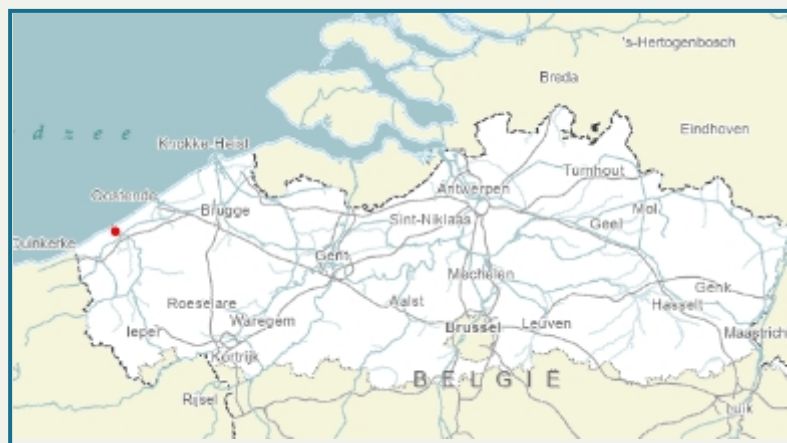 's-Hertogenbosch
Breda
d z e e
Eindhoven
Knokke-Heist
Turnhout
Oostende
Antwerpen
Mol
Brugge
Sint-Niklaas
Geel
Duinkerke
Gent
Mechelen
Genk
Roeselare
Aalst
Hasselt
Waregem
Ieper
Brussel
Leuven
Maastrich
Kortrijk
BELGIË
Rijsel
Luik